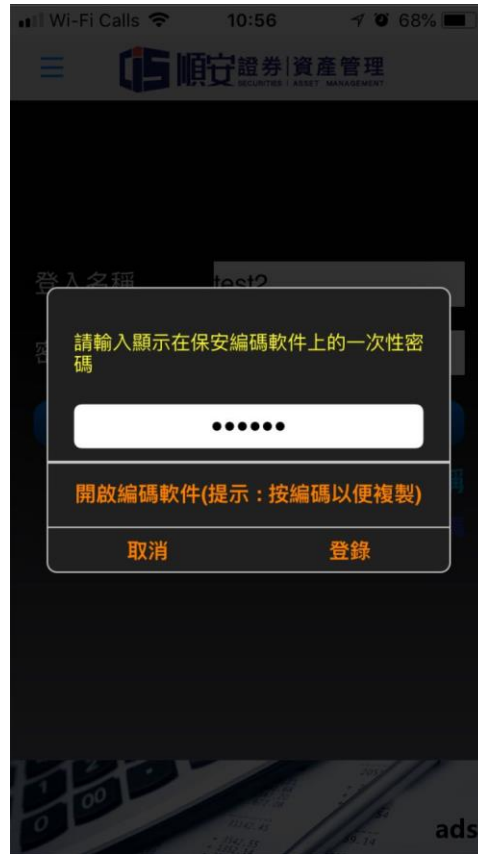 Wi-Fi Calls 10:56 68%
順安證券|資產管理
SECURITIES | ASSET MANAGEMENT
登入名稱 test2
請輸入顯示在保安編碼軟件上的一次性密
碼
••••••
開啟編碼軟件(提示：按編碼以便複製)
取消 登錄
ads